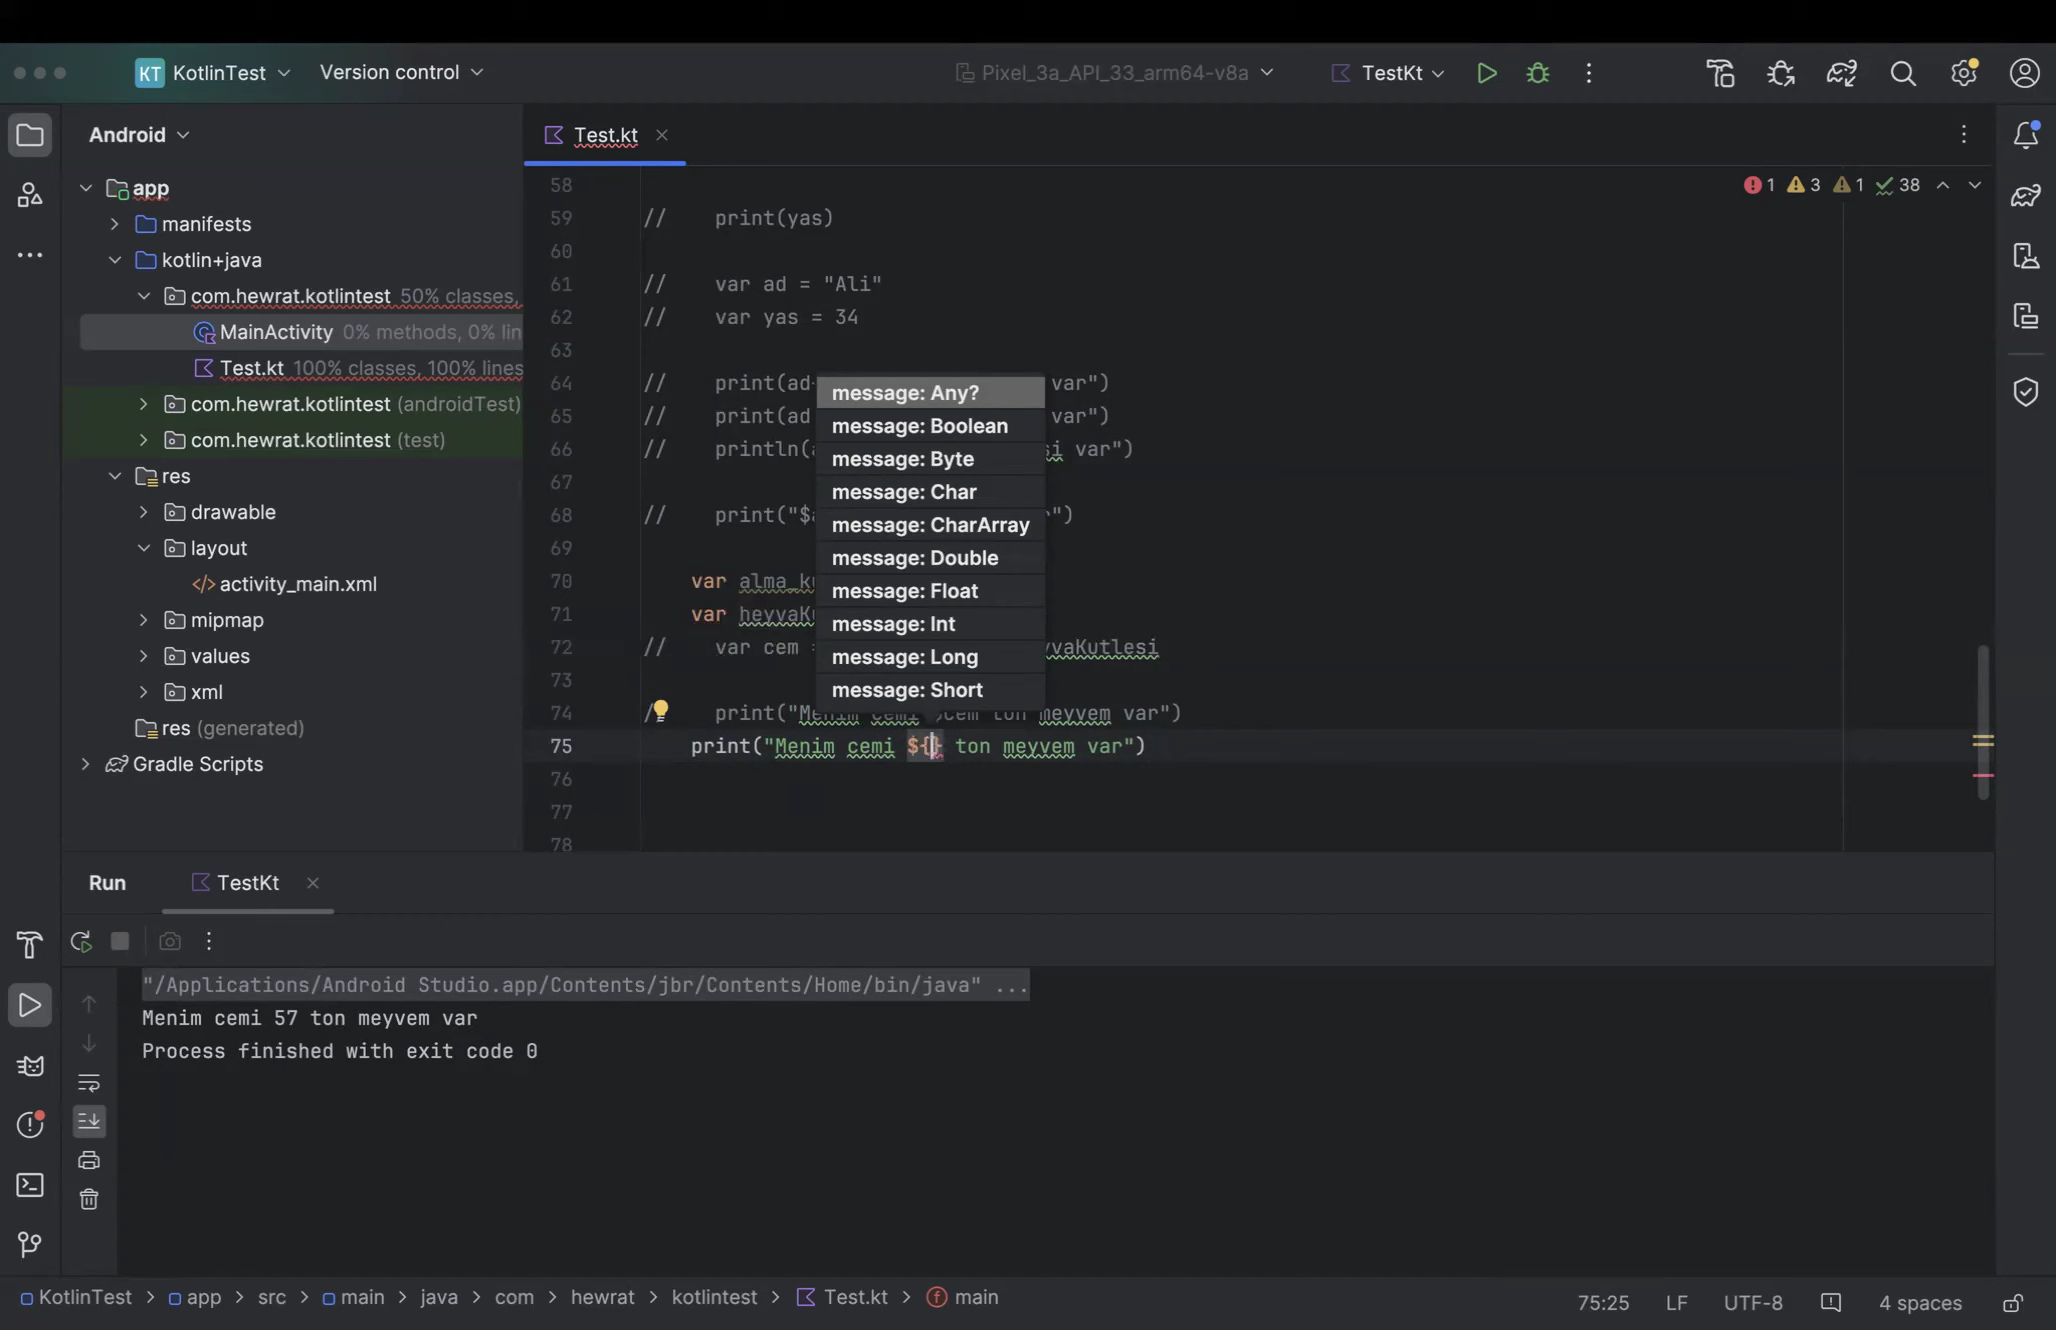 KT KotlinTest Version control Pixel_3a_API_33_arm64-v8a TestKt
Android
Test.kt
app
manifests
kotlin+java
com.hewrat.kotlintest 50% classes,
MainActivity 0% methods, 0% lin
Test.kt 100% classes, 100% lines
com.hewrat.kotlintest (androidTest)
com.hewrat.kotlintest (test)
res
drawable
layout
</> activity_main.xml
mipmap
values
xml
res (generated)
Gradle Scripts
1 3 1 38
58
59 // print(yas)
60
61 // var ad = "Ali"
62 // var yas = 34
63
64 // print(ad var")
65 // print(ad var")
66 // println( var")
67
68 // print("$ ")
69
70 var alma_
71 var heyvaK
72 // var cem = vaKutlesi
73
74 / print("Menim cemi cem ton meyvem var")
75 print("Menim cemi ${} ton meyvem var")
76
77
78
message: Any?
message: Boolean
message: Byte
message: Char
message: CharArray
message: Double
message: Float
message: Int
message: Long
message: Short
Run TestKt
"/Applications/Android Studio.app/Contents/jbr/Contents/Home/bin/java" ...
Menim cemi 57 ton meyvem var
Process finished with exit code 0
KotlinTest > app > src > main > java > com > hewrat > kotlintest > Test.kt > main
75:25 LF UTF-8 4 spaces